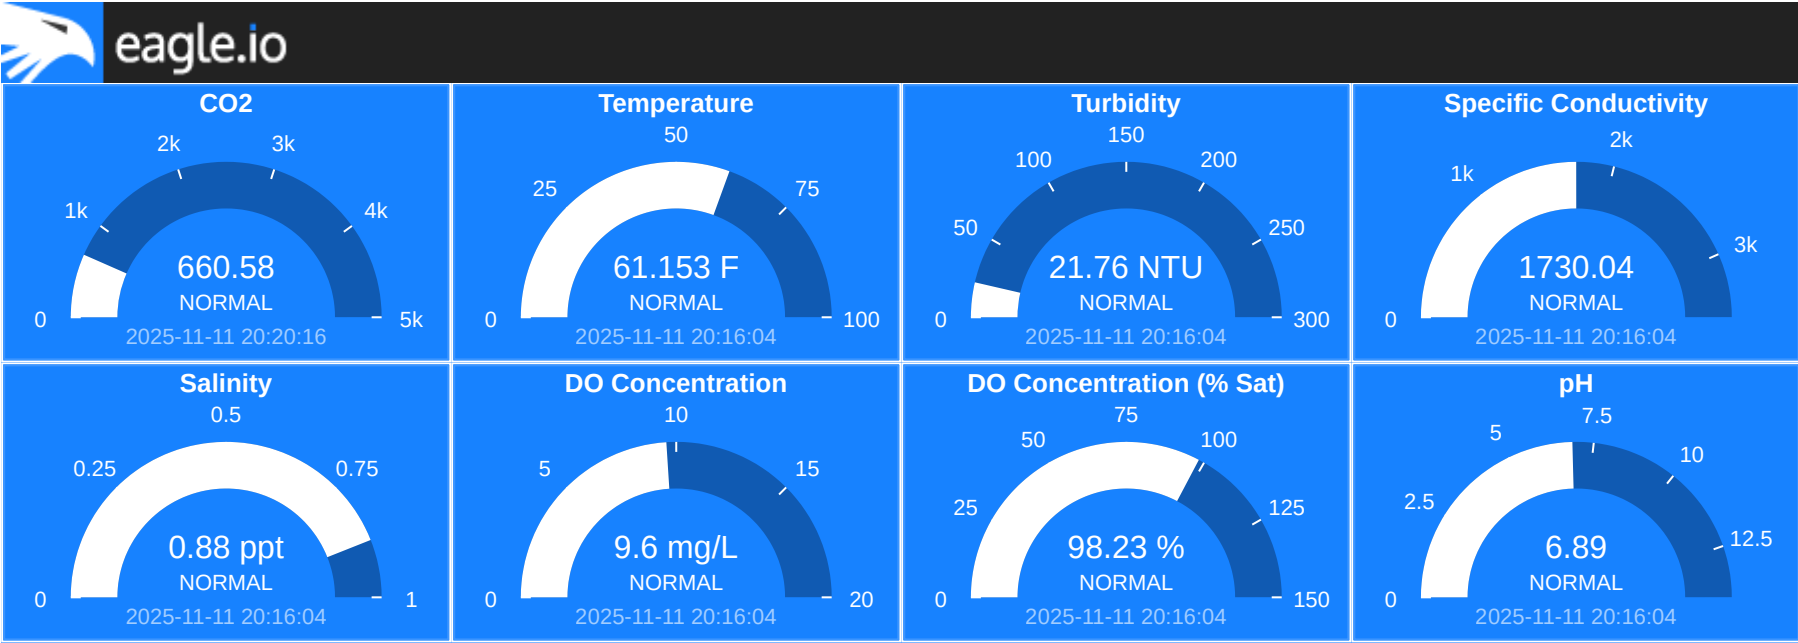 eagle.io
CO2
2k 3k
1k 4k
660.58
NORMAL
0 5k
2025-11-11 20:20:16
Temperature
50
25 75
61.153 F
NORMAL
0 100
2025-11-11 20:16:04
Turbidity
150
100 200
50 250
21.76 NTU
NORMAL
0 300
2025-11-11 20:16:04
Specific Conductivity
2k
1k
3k
1730.04
NORMAL
0
2025-11-11 20:16:04
Salinity
0.5
0.25 0.75
0.88 ppt
NORMAL
0 1
2025-11-11 20:16:04
DO Concentration
10
5 15
9.6 mg/L
NORMAL
0 20
2025-11-11 20:16:04
DO Concentration (% Sat)
75
50 100
25 125
98.23 %
NORMAL
0 150
2025-11-11 20:16:04
pH
7.5
5 10
2.5 12.5
6.89
NORMAL
0
2025-11-11 20:16:04